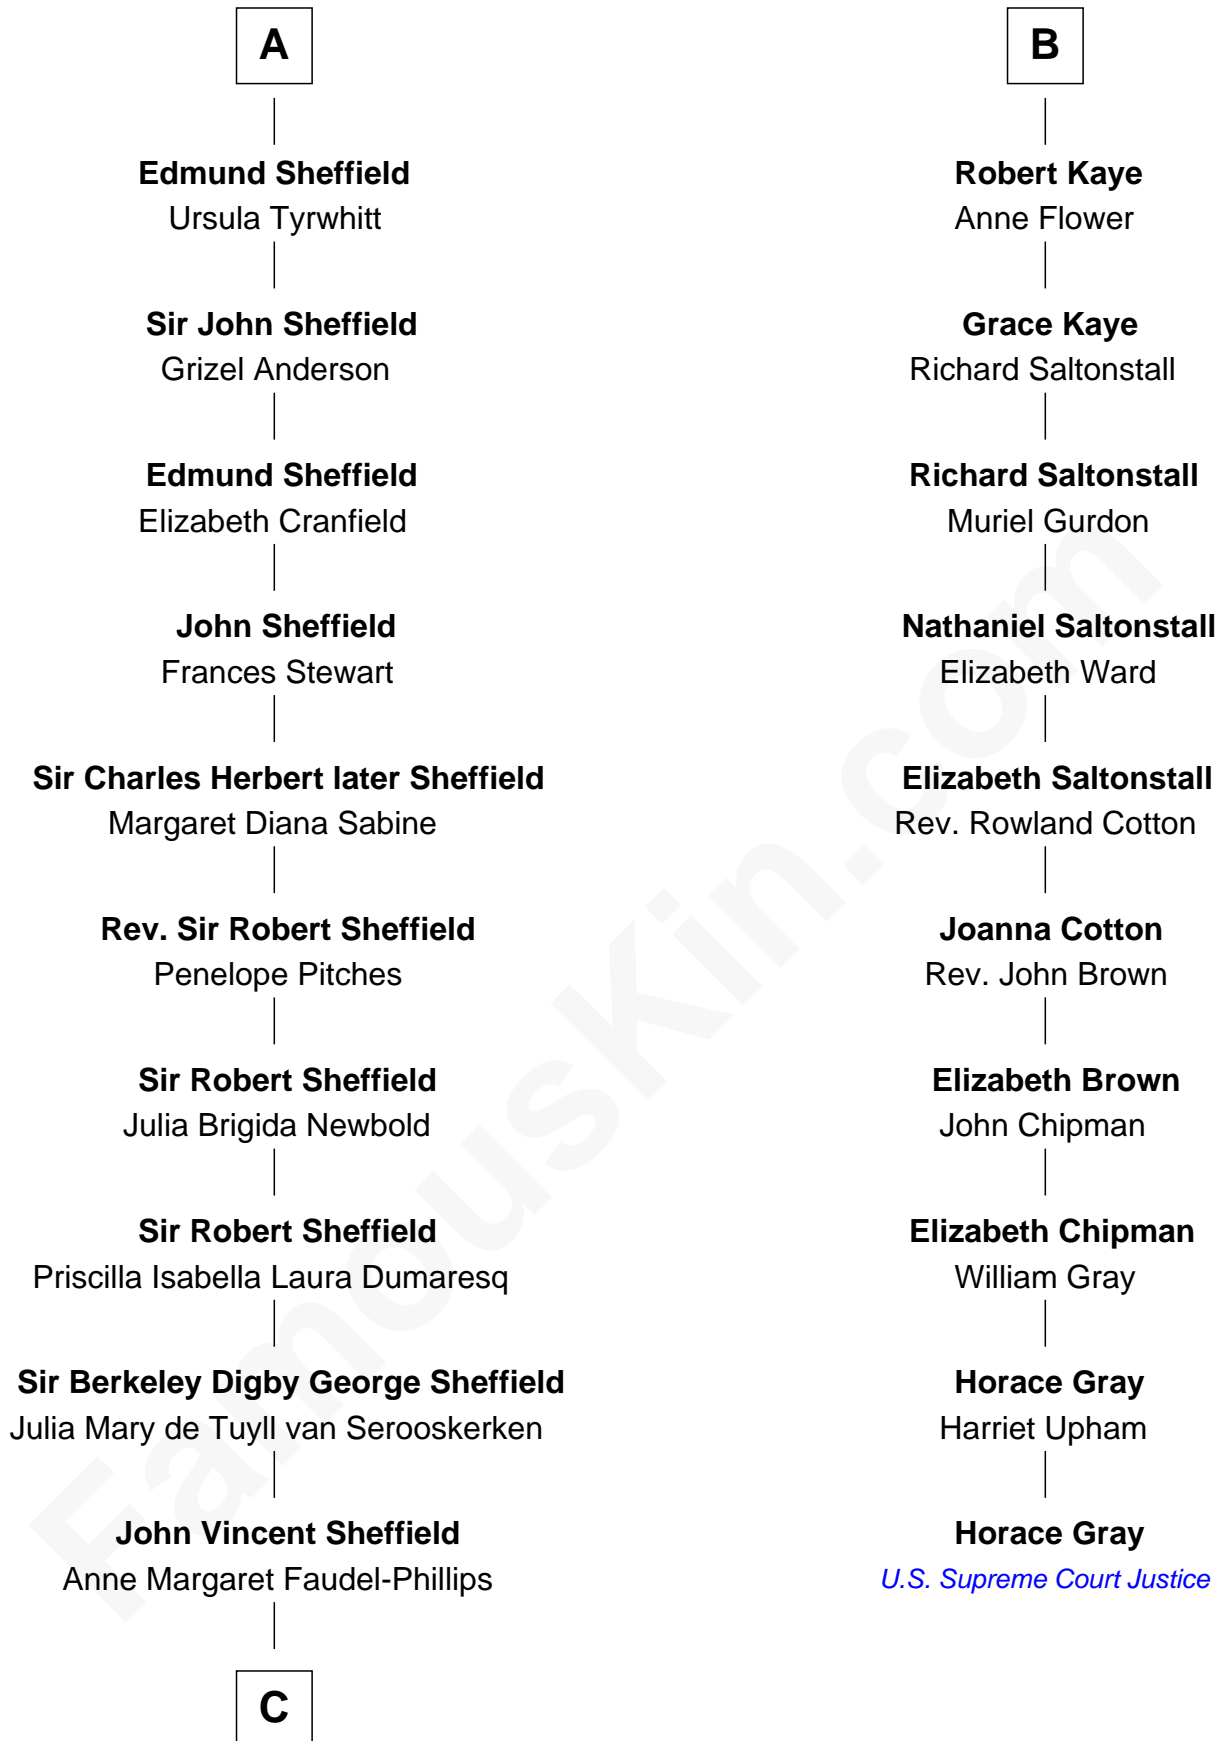 A
Edmund Sheffield
Ursula Tyrwhitt
Sir John Sheffield
Grizel Anderson
Edmund Sheffield
Elizabeth Cranfield
John Sheffield
Frances Stewart
Sir Charles Herbert later Sheffield
Margaret Diana Sabine
Rev. Sir Robert Sheffield
Penelope Pitches
Sir Robert Sheffield
Julia Brigida Newbold
Sir Robert Sheffield
Priscilla Isabella Laura Dumaresq
Sir Berkeley Digby George Sheffield
Julia Mary de Tuyll van Serooskerken
John Vincent Sheffield
Anne Margaret Faudel-Phillips
C
B
Robert Kaye
Anne Flower
Grace Kaye
Richard Saltonstall
Richard Saltonstall
Muriel Gurdon
Nathaniel Saltonstall
Elizabeth Ward
Elizabeth Saltonstall
Rev. Rowland Cotton
Joanna Cotton
Rev. John Brown
Elizabeth Brown
John Chipman
Elizabeth Chipman
William Gray
Horace Gray
Harriet Upham
Horace Gray
U.S. Supreme Court Justice
FamousKin.com